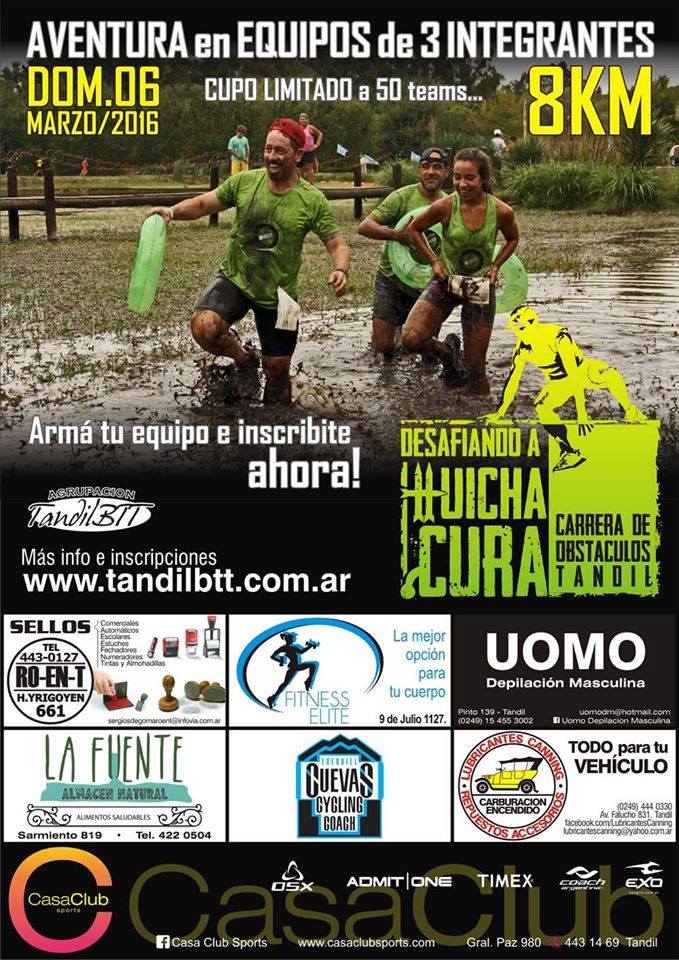 AVENTURA en EQUIPOS de 3 INTEGRANTES
DOM.06
MARZO/2016
CUPO LIMITADO a 50 teams...
8KM
Armá tu equipo e inscribite
ahora!
DESAFIANDO A
HUICHA
CURA
CARRERA DE
OBSTACULOS
TANDIL
AGRUPACION
TandilBTT
Más info e inscripciones
www.tandilbtt.com.ar
SELLOS
Comerciales
Automáticos
Escolares
Estuches
Fechadores
Numeradores
Tintas y Almohadillas
TEL
443-0127
RO-EN-T
H.YRIGOYEN
661
sergiosdegomaroent@infovia.com.ar
FITNESS
ELITE
La mejor
opción
para
tu cuerpo
9 de Julio 1127.
UOMO
Depilación Masculina
Pinto 139 - Tandil
(0249) 15 455 3002
uomodm@hotmail.com
Uomo Depilacion Masculina
LA FUENTE
ALMACEN NATURAL
ALIMENTOS SALUDABLES
Sarmiento 819 • Tel. 422 0504
CUEVAS
CYCLING
COACH
LUBRICANTES CANNING
CARBURACION
ENCENDIDO
REPUESTOS ACCESORIOS
TODO para tu
VEHÍCULO
(0249) 444 0330
Av. Falucho 831. Tandil
facebook.com/LubricantesCanning
lubricantescanning@yahoo.com.ar
CasaClub
sports
CasaClub
OSX
ADMIT|ONE
TIMEX
COACH
argentina
EXO
Casa Club Sports
www.casaclubsports.com
Gral. Paz 980
443 14 69 Tandil